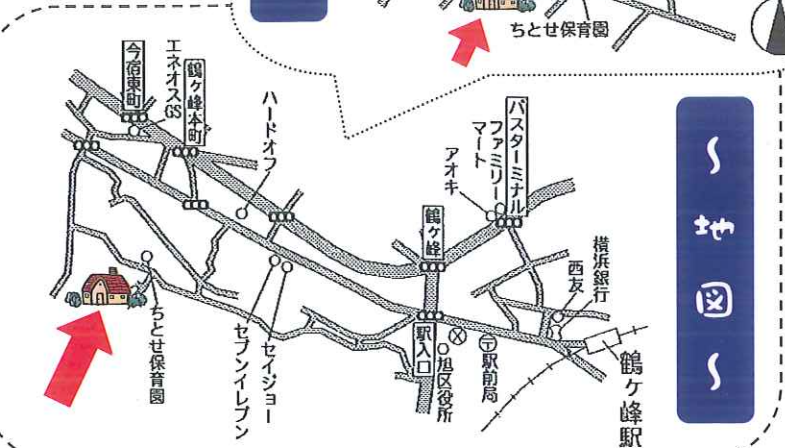 ちとせ保育園
～地図～
今宿東町
エネオスGS
鶴ヶ峰本町
ハードオフ
バスターミナル
ファミリー
マート
アオキ
鶴ヶ峰
横浜銀行
西友
ちとせ保育園
セブンイレブン
セイジョー
駅入口
旭区役所
〒駅前局
鶴ヶ峰駅